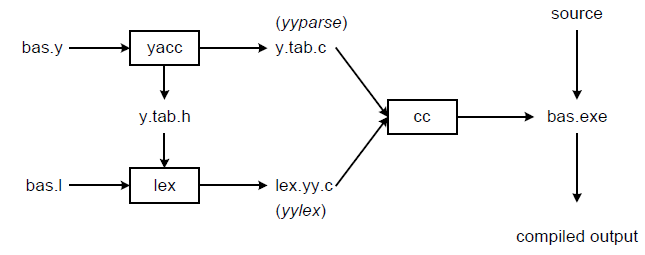 source
(yyparse)
bas.y
yacc
y.tab.c
y.tab.h
cc
bas.exe
bas.l
lex
lex.yy.c
(yylex)
compiled output